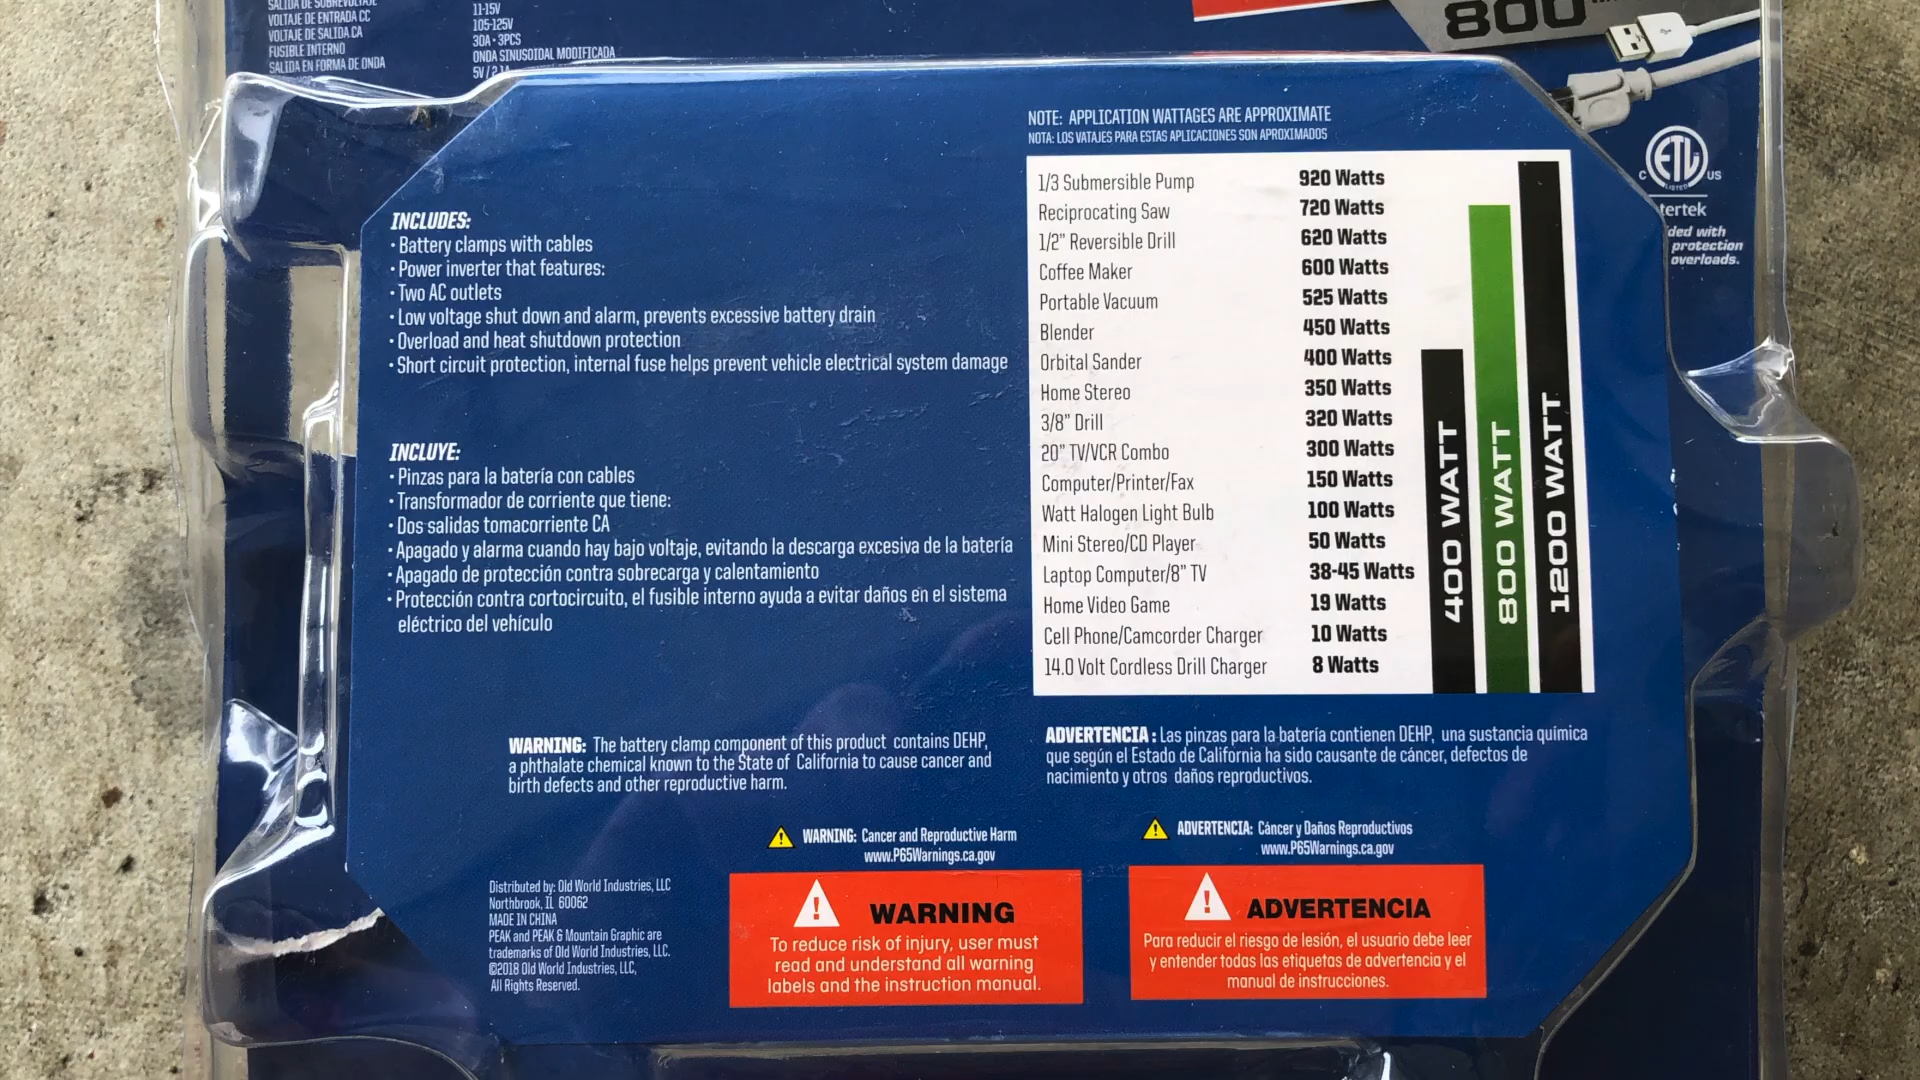 SALIDA DE SOBREVOLTAJE
VOLTAJE DE ENTRADA CC
11-15V
VOLTAJE DE SALIDA CA
105-125V
FUSIBLE INTERNO
30A • 3PCS
SALIDA EN FORMA DE ONDA
ONDA SINUSOIDAL MODIFICADA
5V / 2.1A
800
NOTE: APPLICATION WATTAGES ARE APPROXIMATE
NOTA: LOS VATAJES PARA ESTAS APLICACIONES SON APROXIMADOS
1/3 Submersible Pump 920 Watts
Reciprocating Saw 720 Watts
1/2" Reversible Drill 620 Watts
Coffee Maker 600 Watts
Portable Vacuum 525 Watts
Blender 450 Watts
Orbital Sander 400 Watts
Home Stereo 350 Watts
3/8" Drill 320 Watts
20" TV/VCR Combo 300 Watts
Computer/Printer/Fax 150 Watts
Watt Halogen Light Bulb 100 Watts
Mini Stereo/CD Player 50 Watts
Laptop Computer/8" TV 38-45 Watts
Home Video Game 19 Watts
Cell Phone/Camcorder Charger 10 Watts
14.0 Volt Cordless Drill Charger 8 Watts
400 WATT
800 WATT
1200 WATT
ETL
C US
LISTED
tertek
ded with
protection
overloads.
INCLUDES:
• Battery clamps with cables
• Power inverter that features:
• Two AC outlets
• Low voltage shut down and alarm, prevents excessive battery drain
• Overload and heat shutdown protection
• Short circuit protection, internal fuse helps prevent vehicle electrical system damage
INCLUYE:
• Pinzas para la batería con cables
• Transformador de corriente que tiene:
• Dos salidas tomacorriente CA
• Apagado y alarma cuando hay bajo voltaje, evitando la descarga excesiva de la batería
• Apagado de protección contra sobrecarga y calentamiento
• Protección contra cortocircuito, el fusible interno ayuda a evitar daños en el sistema
eléctrico del vehículo
WARNING: The battery clamp component of this product contains DEHP,
a phthalate chemical known to the State of California to cause cancer and
birth defects and other reproductive harm.
ADVERTENCIA: Las pinzas para la batería contienen DEHP, una sustancia química
que según el Estado de California ha sido causante de cáncer, defectos de
nacimiento y otros daños reproductivos.
WARNING: Cancer and Reproductive Harm
www.P65Warnings.ca.gov
ADVERTENCIA: Cáncer y Daños Reproductivos
www.P65Warnings.ca.gov
Distributed by: Old World Industries, LLC
Northbrook, IL 60062
MADE IN CHINA
PEAK and PEAK & Mountain Graphic are
trademarks of Old World Industries, LLC.
©2018 Old World Industries, LLC,
All Rights Reserved.
WARNING
To reduce risk of injury, user must
read and understand all warning
labels and the instruction manual.
ADVERTENCIA
Para reducir el riesgo de lesión, el usuario debe leer
y entender todas las etiquetas de advertencia y el
manual de instrucciones.